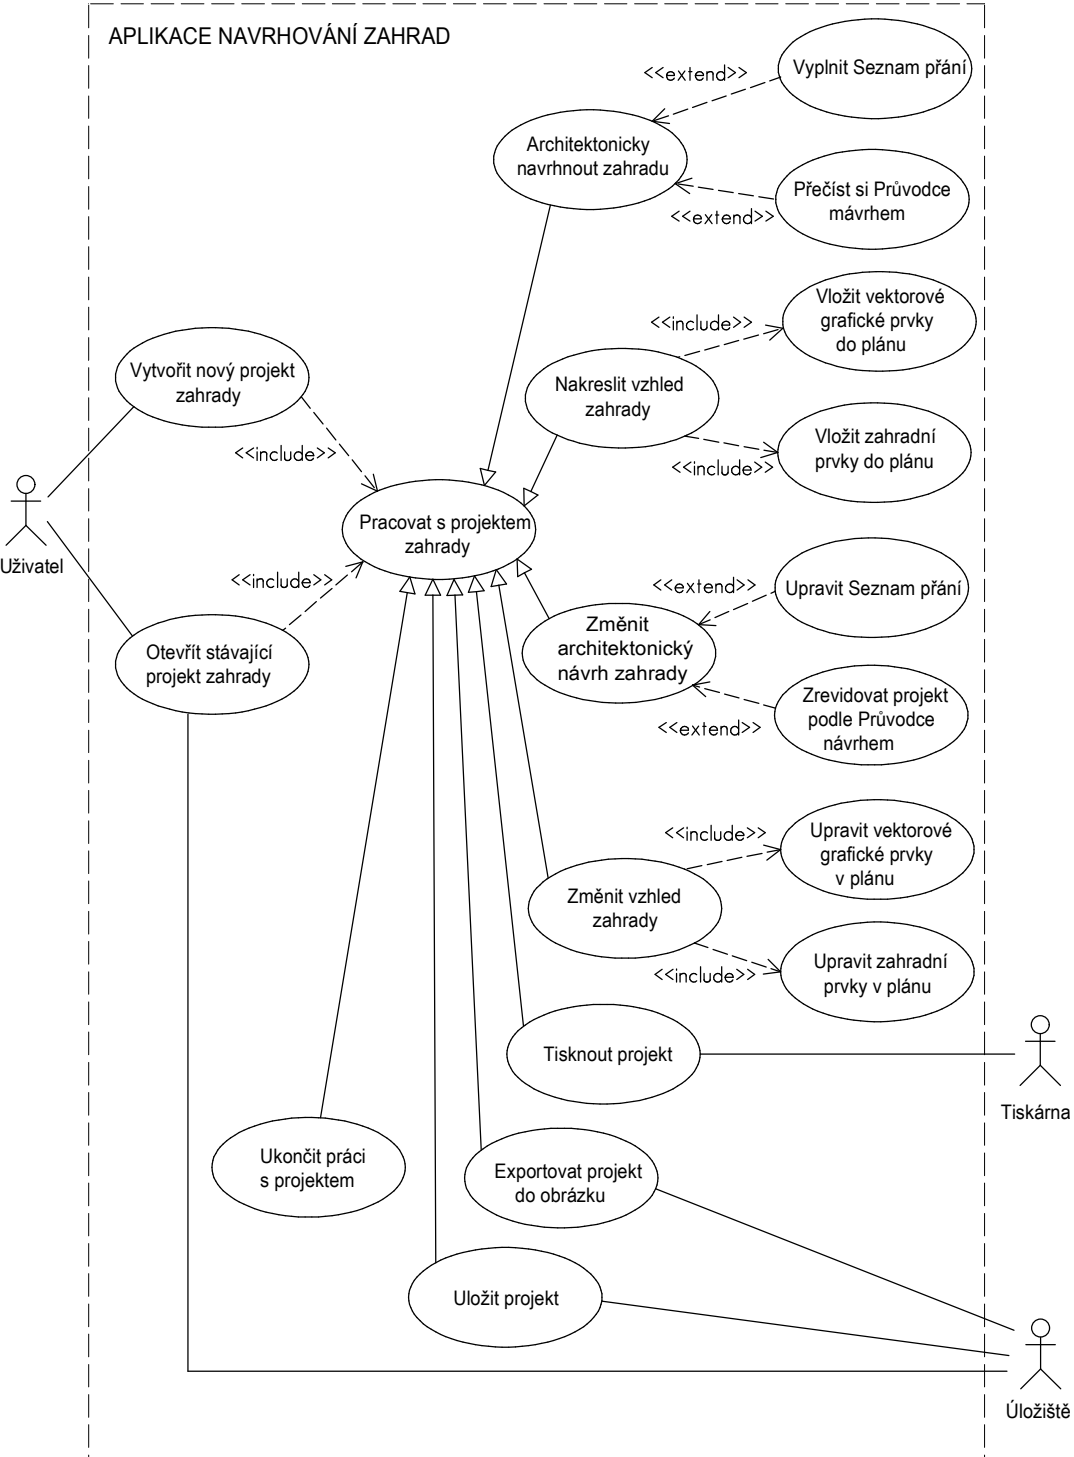 APLIKACE NAVRHOVÁNÍ ZAHRAD
<<extend>>
Vyplnit Seznam přání
Architektonicky
navrhnout zahradu
Přečíst si Průvodce
mávrhem
<<extend>>
Vložit vektorové
grafické prvky
do plánu
<<include>>
Vytvořit nový projekt
zahrady
Nakreslit vzhled
zahrady
<<include>>
Vložit zahradní
prvky do plánu
<<include>>
Uživatel
Pracovat s projektem
zahrady
<<include>>
<<extend>>
Upravit Seznam přání
Otevřít stávající
projekt zahrady
Změnit
architektonický
návrh zahrady
Zrevidovat projekt
podle Průvodce
návrhem
<<extend>>
<<include>>
Upravit vektorové
grafické prvky
v plánu
Změnit vzhled
zahrady
<<include>>
Upravit zahradní
prvky v plánu
Tisknout projekt
Tiskárna
Ukončit práci
s projektem
Exportovat projekt
do obrázku
Uložit projekt
Úložiště